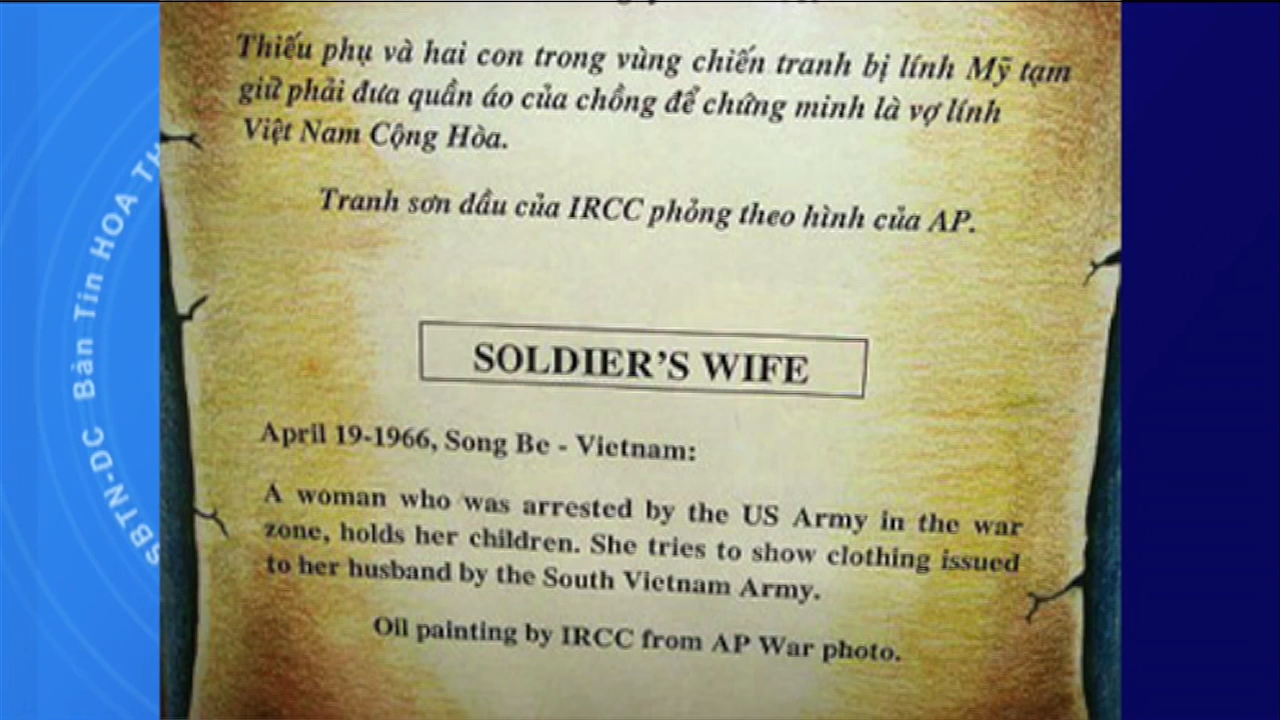 Thiếu phụ và hai con trong vùng chiến tranh bị lính Mỹ tạm
giữ phải đưa quần áo của chồng để chứng minh là vợ lính
Việt Nam Cộng Hòa.
Tranh sơn dầu của IRCC phỏng theo hình của AP.
SOLDIER'S WIFE
April 19-1966, Song Be - Vietnam:
A woman who was arrested by the US Army in the war
zone, holds her children. She tries to show clothing issued
to her husband by the South Vietnam Army.
Oil painting by IRCC from AP War photo.
SBTN-DC Bản Tin HOA